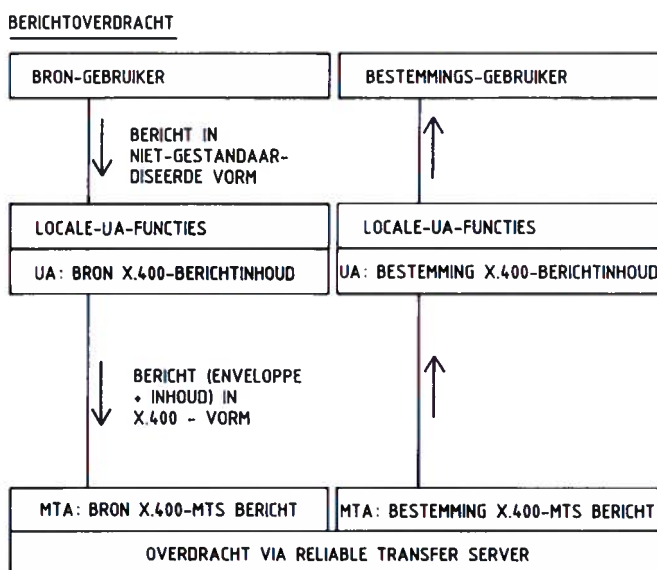 BERICHTOVERDRACHT
BRON-GEBRUIKER
BESTEMMINGS-GEBRUIKER
BERICHT IN
NIET-GESTANDAAR-
DISEERDE VORM
LOCALE-UA-FUNCTIES
LOCALE-UA-FUNCTIES
UA: BRON X.400-BERICHTINHOUD
UA: BESTEMMING X.400-BERICHTINHOUD
BERICHT (ENVELOPPE
+ INHOUD) IN
X.400 - VORM
MTA: BRON X.400-MTS BERICHT
MTA: BESTEMMING X.400-MTS BERICHT
OVERDRACHT VIA RELIABLE TRANSFER SERVER